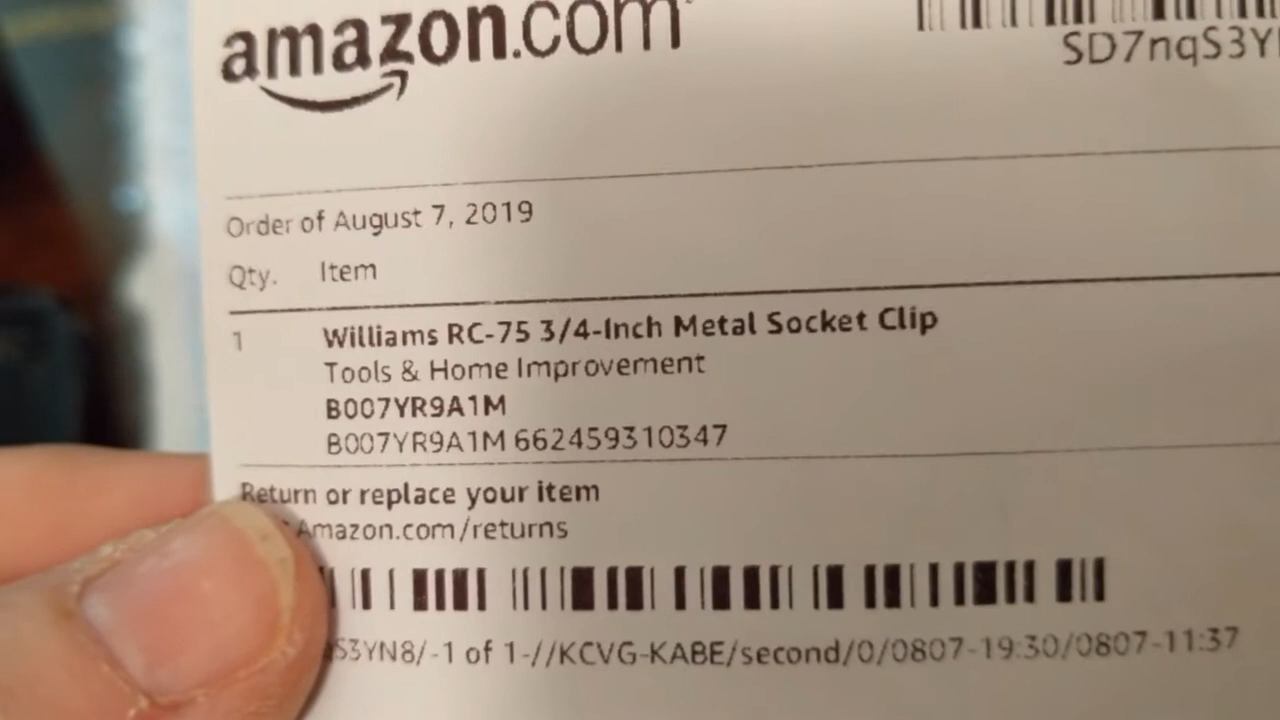 amazon.com
SD7nqS3Y
Order of August 7, 2019
Qty. Item
1 Williams RC-75 3/4-Inch Metal Socket Clip
Tools & Home Improvement
B007YR9A1M
B007YR9A1M 662459310347
Return or replace your item
Amazon.com/returns
S3YN8/-1 of 1-//KCVG-KABE/second/0/0807-19:30/0807-11:37